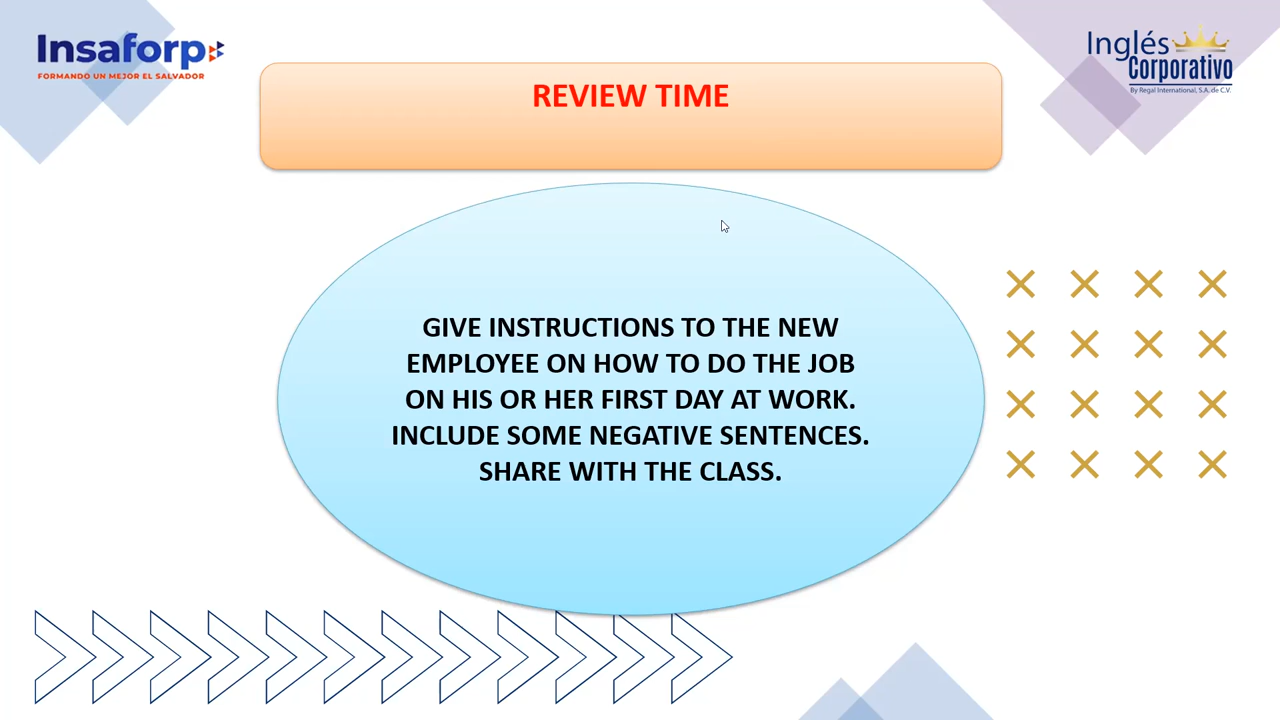 Insaforp
FORMANDO UN MEJOR EL SALVADOR
Inglés
Corporativo
By Regal International, S.A. de C.V.
REVIEW TIME
GIVE INSTRUCTIONS TO THE NEW
EMPLOYEE ON HOW TO DO THE JOB
ON HIS OR HER FIRST DAY AT WORK.
INCLUDE SOME NEGATIVE SENTENCES.
SHARE WITH THE CLASS.